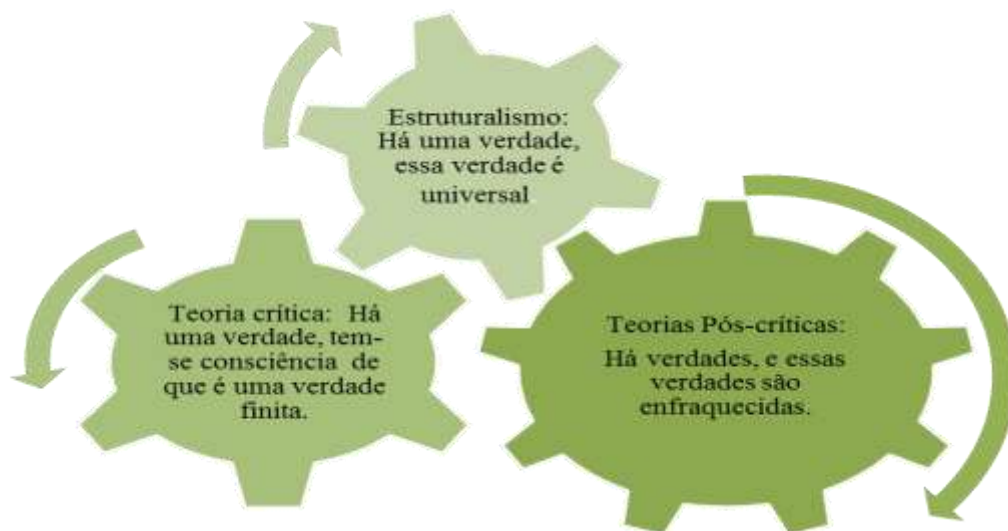 Estruturalismo:
Há uma verdade,
essa verdade é
universal
Teoria crítica: Há
uma verdade, tem-
se consciência de
que é uma verdade
finita.
Teorias Pós-críticas:
Há verdades, e essas
verdades são
enfraquecidas.